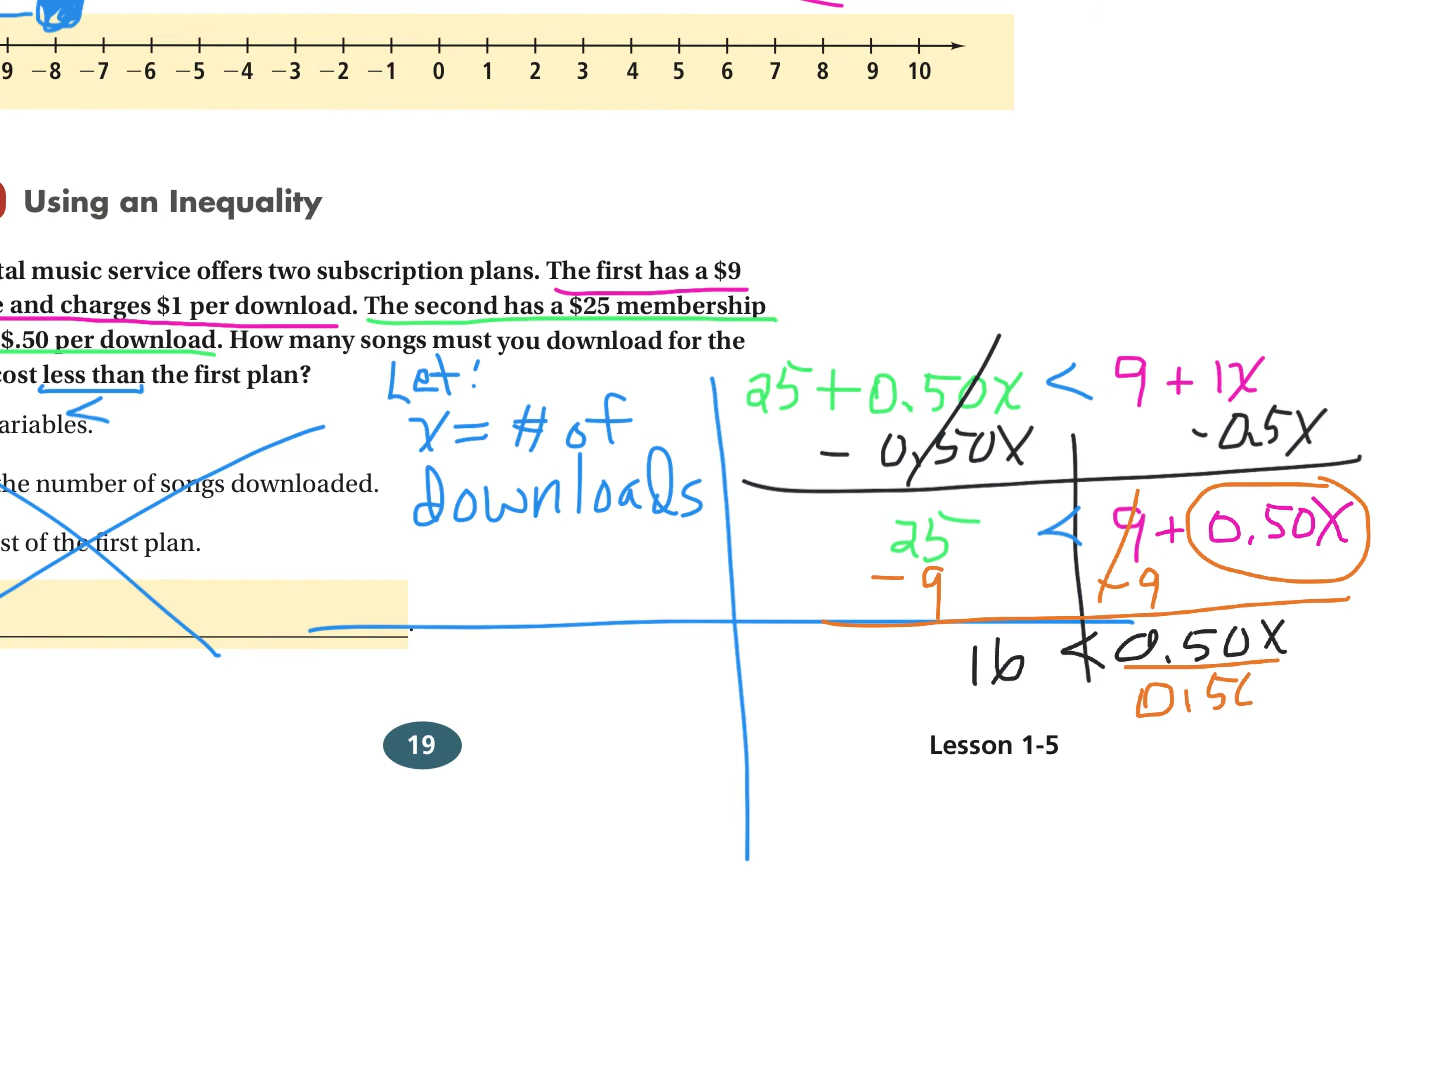 9 −8 −7 −6 −5 −4 −3 −2 −1 0 1 2 3 4 5 6 7 8 9 10
Using an Inequality
tal music service offers two subscription plans. The first has a $9
e and charges $1 per download. The second has a $25 membership
$.50 per download. How many songs must you download for the
cost less than the first plan?
<
ariables.
the number of songs downloaded.
st of the first plan.
.
Let:
x = # of
downloads
25 + 0.50x < 9 + 1x
- 0.50x - 0.5x
25 < 9 + 0.50x
- 9 - 9
16 < 0.50x
0.50
19
Lesson 1-5